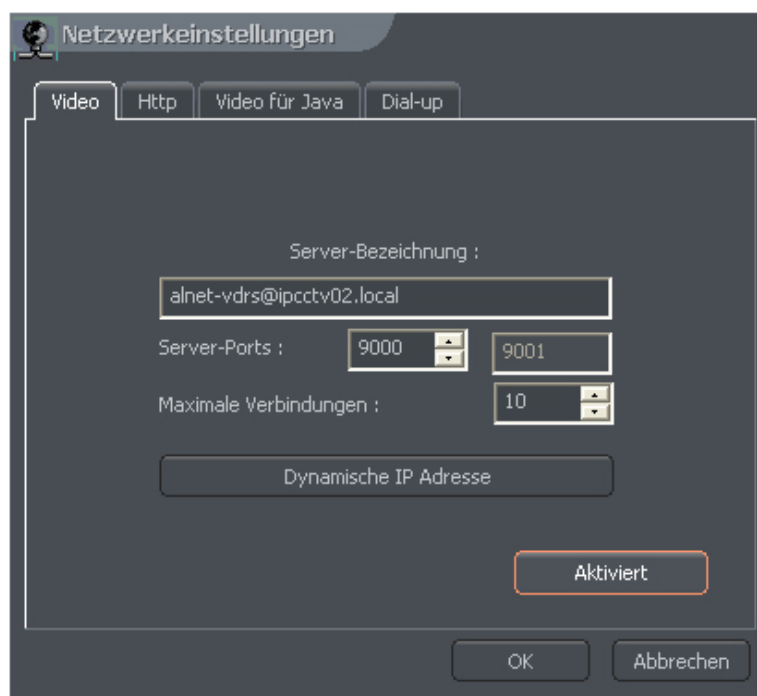 Netzwerkeinstellungen
Video Http Video für Java Dial-up
Server-Bezeichnung :
alnet-vdrs@ipcctv02.local
Server-Ports : 9000 9001
Maximale Verbindungen : 10
Dynamische IP Adresse
Aktiviert
OK Abbrechen